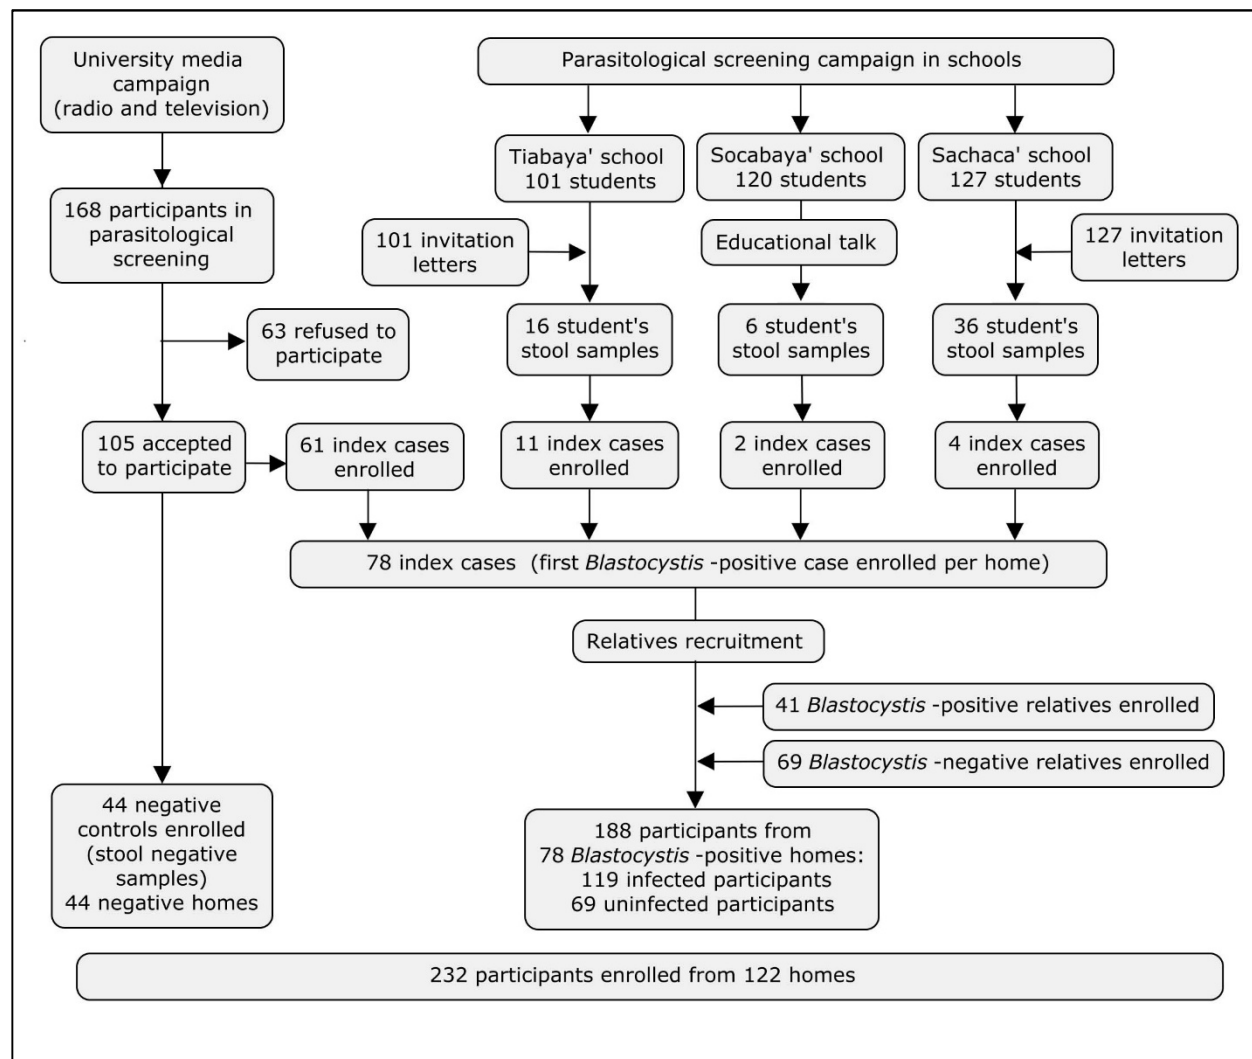 University media
campaign
(radio and television)
Parasitological screening campaign in schools
Tiabaya' school
101 students
Socabaya' school
120 students
Sachaca' school
127 students
168 participants in
parasitological
screening
101 invitation
letters
Educational talk
127 invitation
letters
63 refused to
participate
16 student's
stool samples
6 student's
stool samples
36 student's
stool samples
105 accepted
to participate
61 index cases
enrolled
11 index cases
enrolled
2 index cases
enrolled
4 index cases
enrolled
78 index cases (first Blastocystis -positive case enrolled per home)
Relatives recruitment
41 Blastocystis -positive relatives enrolled
69 Blastocystis -negative relatives enrolled
44 negative
controls enrolled
(stool negative
samples)
44 negative homes
188 participants from
78 Blastocystis -positive homes:
119 infected participants
69 uninfected participants
232 participants enrolled from 122 homes